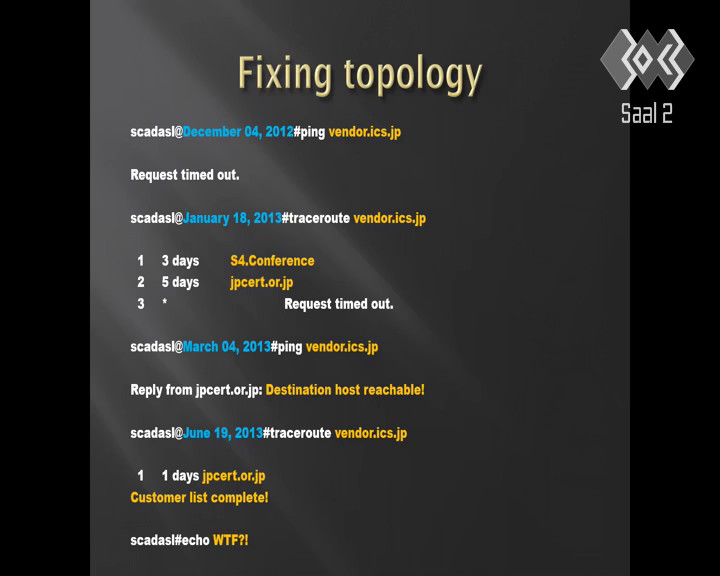 Fixing topology
Saal 2
scadasl@December 04, 2012#ping vendor.ics.jp
Request timed out.
scadasl@January 18, 2013#traceroute vendor.ics.jp
1 3 days S4.Conference
2 5 days jpcert.or.jp
3 * Request timed out.
scadasl@March 04, 2013#ping vendor.ics.jp
Reply from jpcert.or.jp: Destination host reachable!
scadasl@June 19, 2013#traceroute vendor.ics.jp
1 1 days jpcert.or.jp
Customer list complete!
scadasl#echo WTF?!